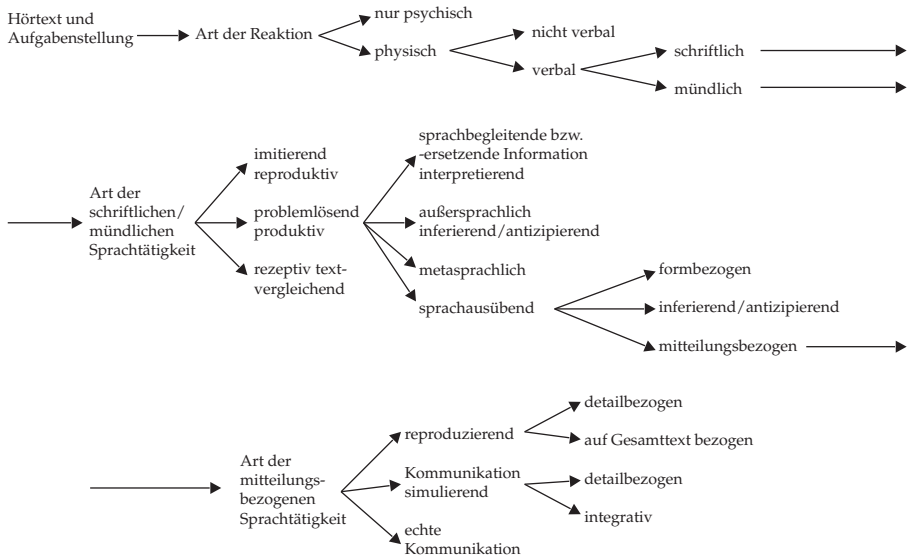 Hörtext und
Aufgabenstellung
Art der Reaktion
nur psychisch
physisch
nicht verbal
verbal
schriftlich
mündlich
Art der
schriftlichen/
mündlichen
Sprachtätigkeit
imitierend
reproduktiv
problemlösend
produktiv
rezeptiv text-
vergleichend
sprachbegleitende bzw.
-ersetzende Information
interpretierend
außersprachlich
inferierend/antizipierend
metasprachlich
sprachausübend
formbezogen
inferierend/antizipierend
mitteilungsbezogen
Art der
mitteilungs-
bezogenen
Sprachtätigkeit
reproduzierend
detailbezogen
auf Gesamttext bezogen
Kommunikation
simulierend
detailbezogen
integrativ
echte
Kommunikation